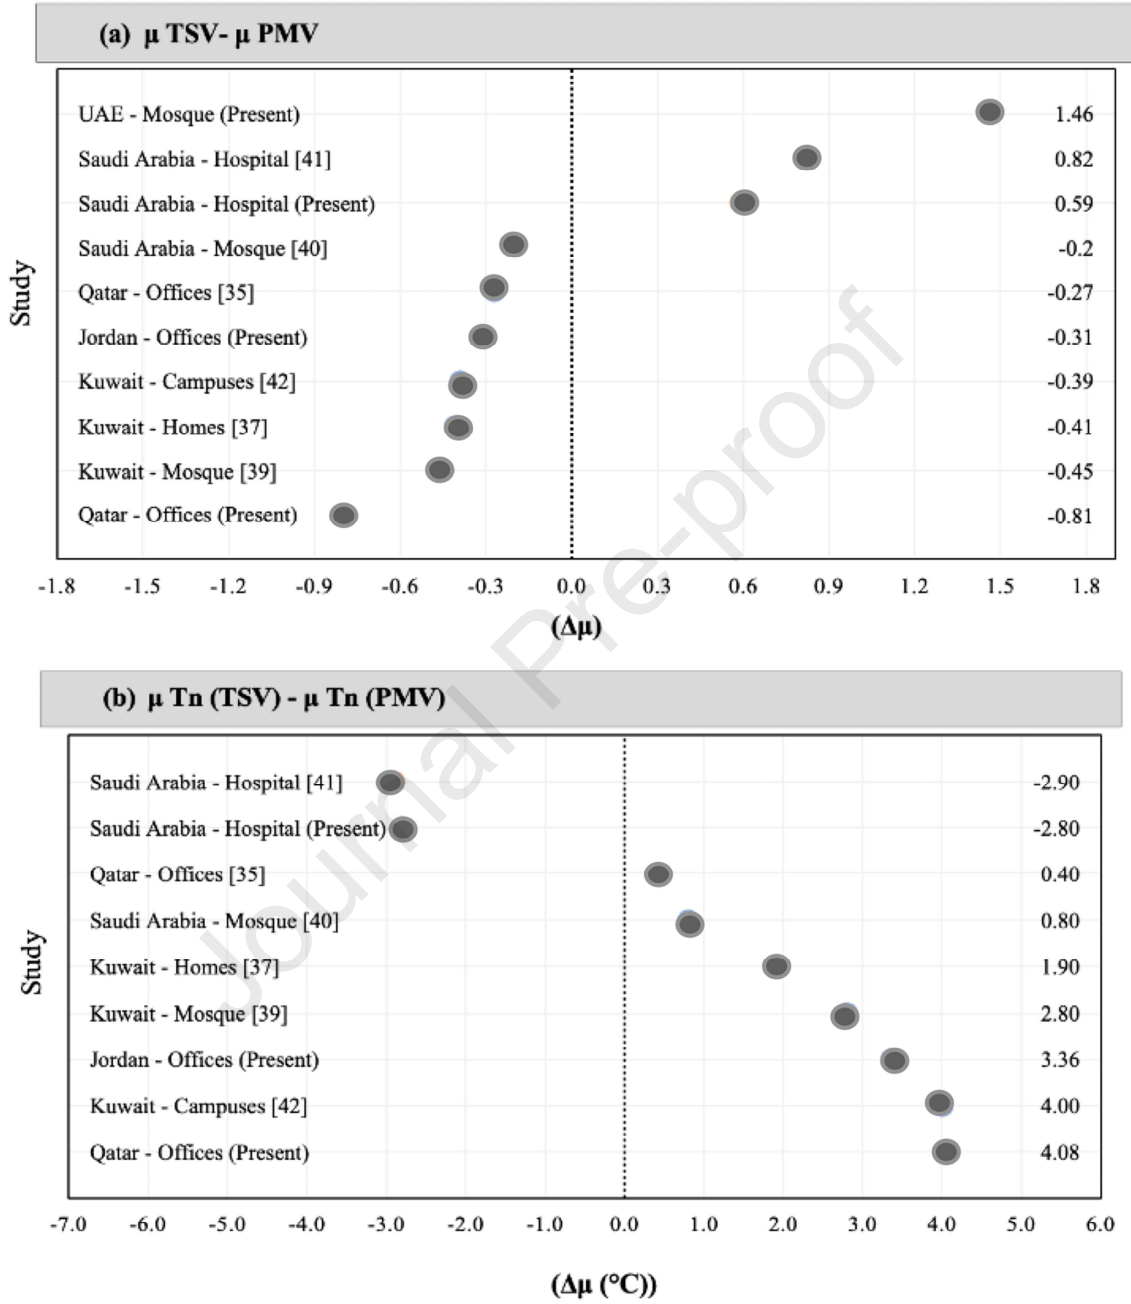 (a) μ TSV- μ PMV
Study
UAE - Mosque (Present) 1.46
Saudi Arabia - Hospital [41] 0.82
Saudi Arabia - Hospital (Present) 0.59
Saudi Arabia - Mosque [40] -0.2
Qatar - Offices [35] -0.27
Jordan - Offices (Present) -0.31
Kuwait - Campuses [42] -0.39
Kuwait - Homes [37] -0.41
Kuwait - Mosque [39] -0.45
Qatar - Offices (Present) -0.81
-1.8 -1.5 -1.2 -0.9 -0.6 -0.3 0.0 0.3 0.6 0.9 1.2 1.5 1.8
(Δμ)
(b) μ Tn (TSV) - μ Tn (PMV)
Study
Saudi Arabia - Hospital [41] -2.90
Saudi Arabia - Hospital (Present) -2.80
Qatar - Offices [35] 0.40
Saudi Arabia - Mosque [40] 0.80
Kuwait - Homes [37] 1.90
Kuwait - Mosque [39] 2.80
Jordan - Offices (Present) 3.36
Kuwait - Campuses [42] 4.00
Qatar - Offices (Present) 4.08
-7.0 -6.0 -5.0 -4.0 -3.0 -2.0 -1.0 0.0 1.0 2.0 3.0 4.0 5.0 6.0
(Δμ (°C))
Journal Pre-proof